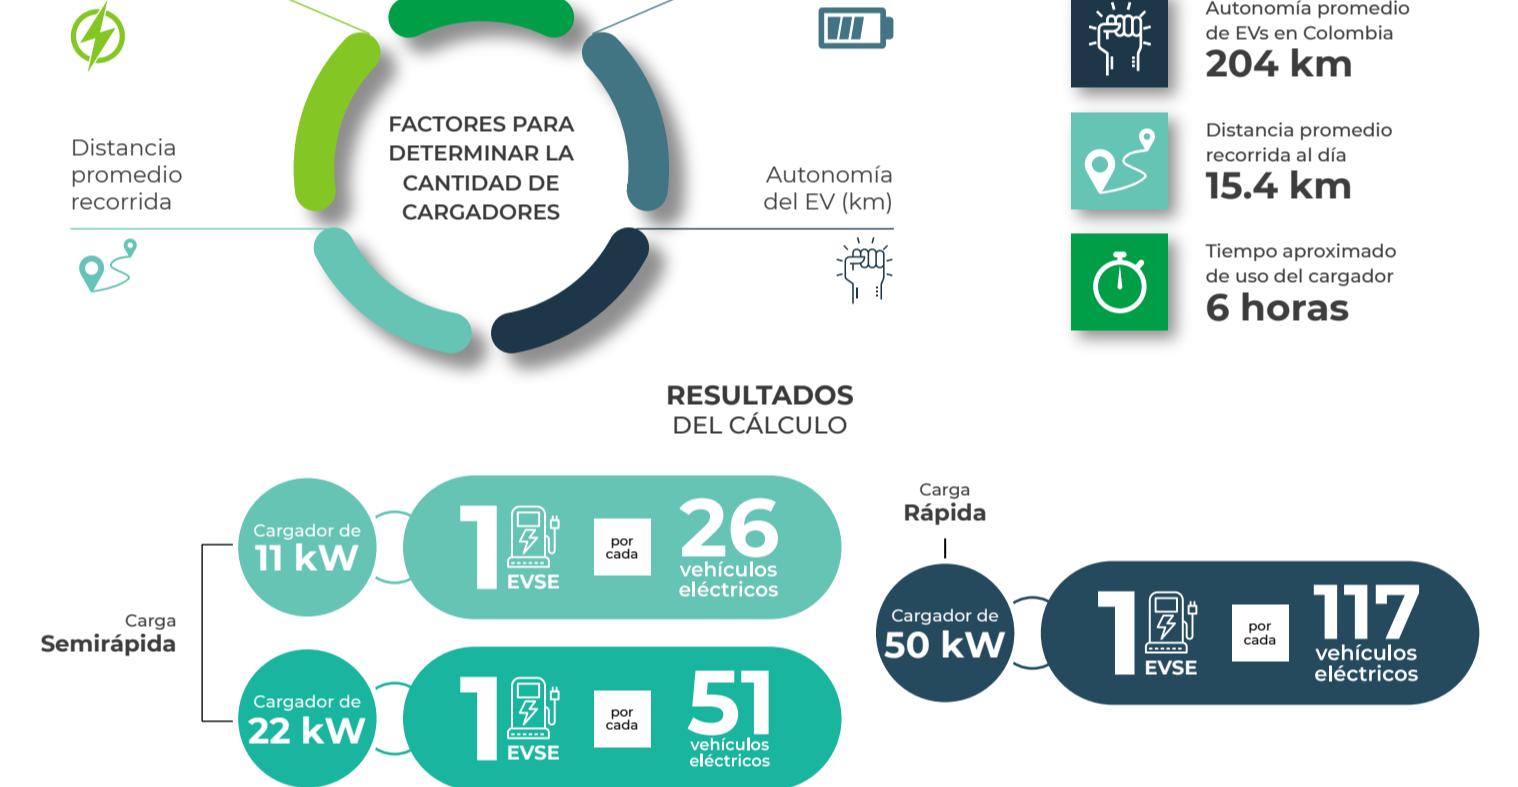 Distancia
promedio
recorrida
FACTORES PARA
DETERMINAR LA
CANTIDAD DE
CARGADORES
Autonomía
del EV (km)
Autonomía promedio
de EVs en Colombia
204 km
Distancia promedio
recorrida al día
15.4 km
Tiempo aproximado
de uso del cargador
6 horas
RESULTADOS
DEL CÁLCULO
Carga
Semirápida
Cargador de
11 kW
1
EVSE
por
cada
26
vehículos
eléctricos
Cargador de
22 kW
1
EVSE
por
cada
51
vehículos
eléctricos
Carga
Rápida
Cargador de
50 kW
1
EVSE
por
cada
117
vehículos
eléctricos